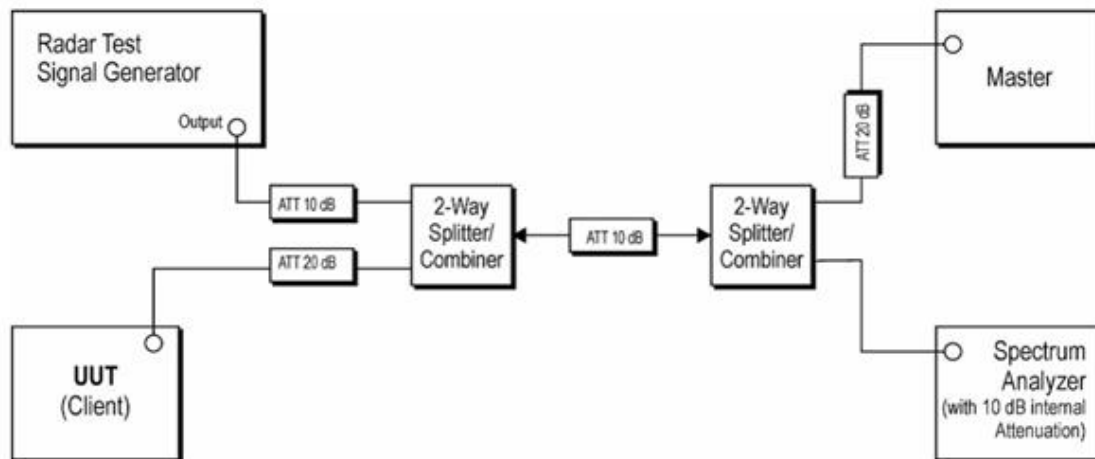 Radar Test
Signal Generator
Output
ATT 10 dB
ATT 20 dB
2-Way
Splitter/
Combiner
ATT 10 dB
2-Way
Splitter/
Combiner
ATT 20 dB
Master
UUT
(Client)
Spectrum
Analyzer
(with 10 dB internal
Attenuation)